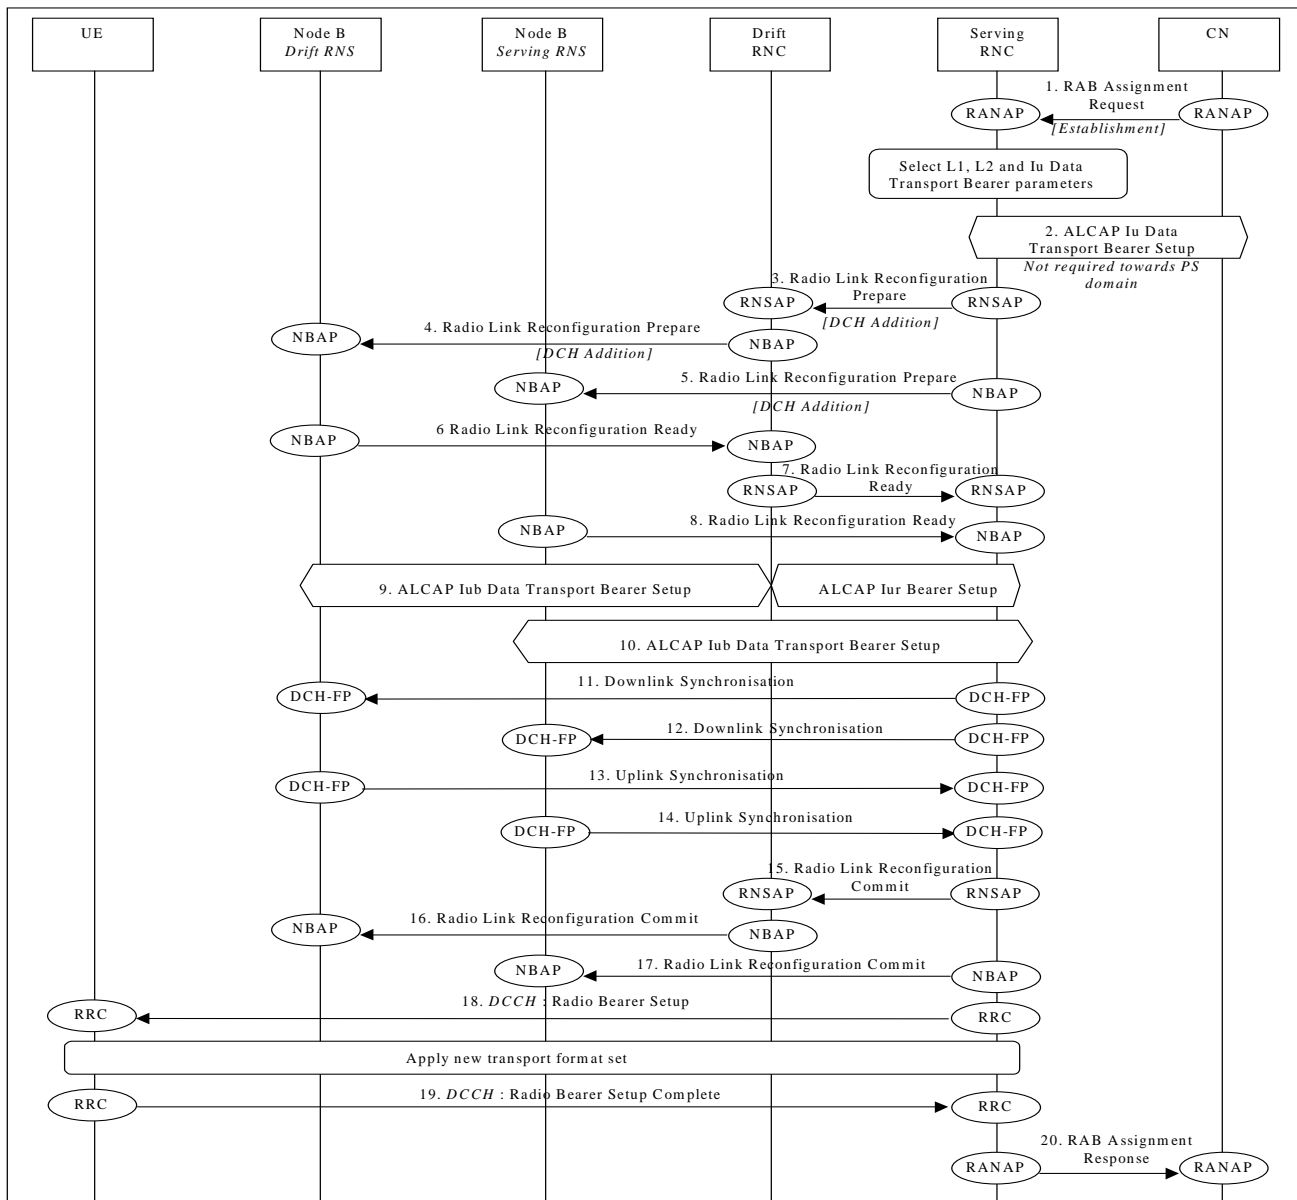 UE
Node B
Drift RNS
Node B
Serving RNS
Drift
RNC
Serving
RNC
CN
1. RAB Assignment
Request
RANAP
RANAP
[Establishment]
Select L1, L2 and Iu Data
Transport Bearer parameters
2. ALCAP Iu Data
Transport Bearer Setup
Not required towards PS
domain
3. Radio Link Reconfiguration
Prepare
RNSAP
RNSAP
[DCH Addition]
4. Radio Link Reconfiguration Prepare
NBAP
NBAP
[DCH Addition]
5. Radio Link Reconfiguration Prepare
NBAP
NBAP
[DCH Addition]
6 Radio Link Reconfiguration Ready
NBAP
NBAP
7. Radio Link Reconfiguration
Ready
RNSAP
RNSAP
8. Radio Link Reconfiguration Ready
NBAP
NBAP
9. ALCAP Iub Data Transport Bearer Setup
ALCAP Iur Bearer Setup
10. ALCAP Iub Data Transport Bearer Setup
11. Downlink Synchronisation
DCH-FP
DCH-FP
12. Downlink Synchronisation
DCH-FP
DCH-FP
13. Uplink Synchronisation
DCH-FP
DCH-FP
14. Uplink Synchronisation
DCH-FP
DCH-FP
15. Radio Link Reconfiguration
Commit
RNSAP
RNSAP
16. Radio Link Reconfiguration Commit
NBAP
NBAP
17. Radio Link Reconfiguration Commit
NBAP
NBAP
18. DCCH : Radio Bearer Setup
RRC
RRC
Apply new transport format set
19. DCCH : Radio Bearer Setup Complete
RRC
RRC
20. RAB Assignment
Response
RANAP
RANAP